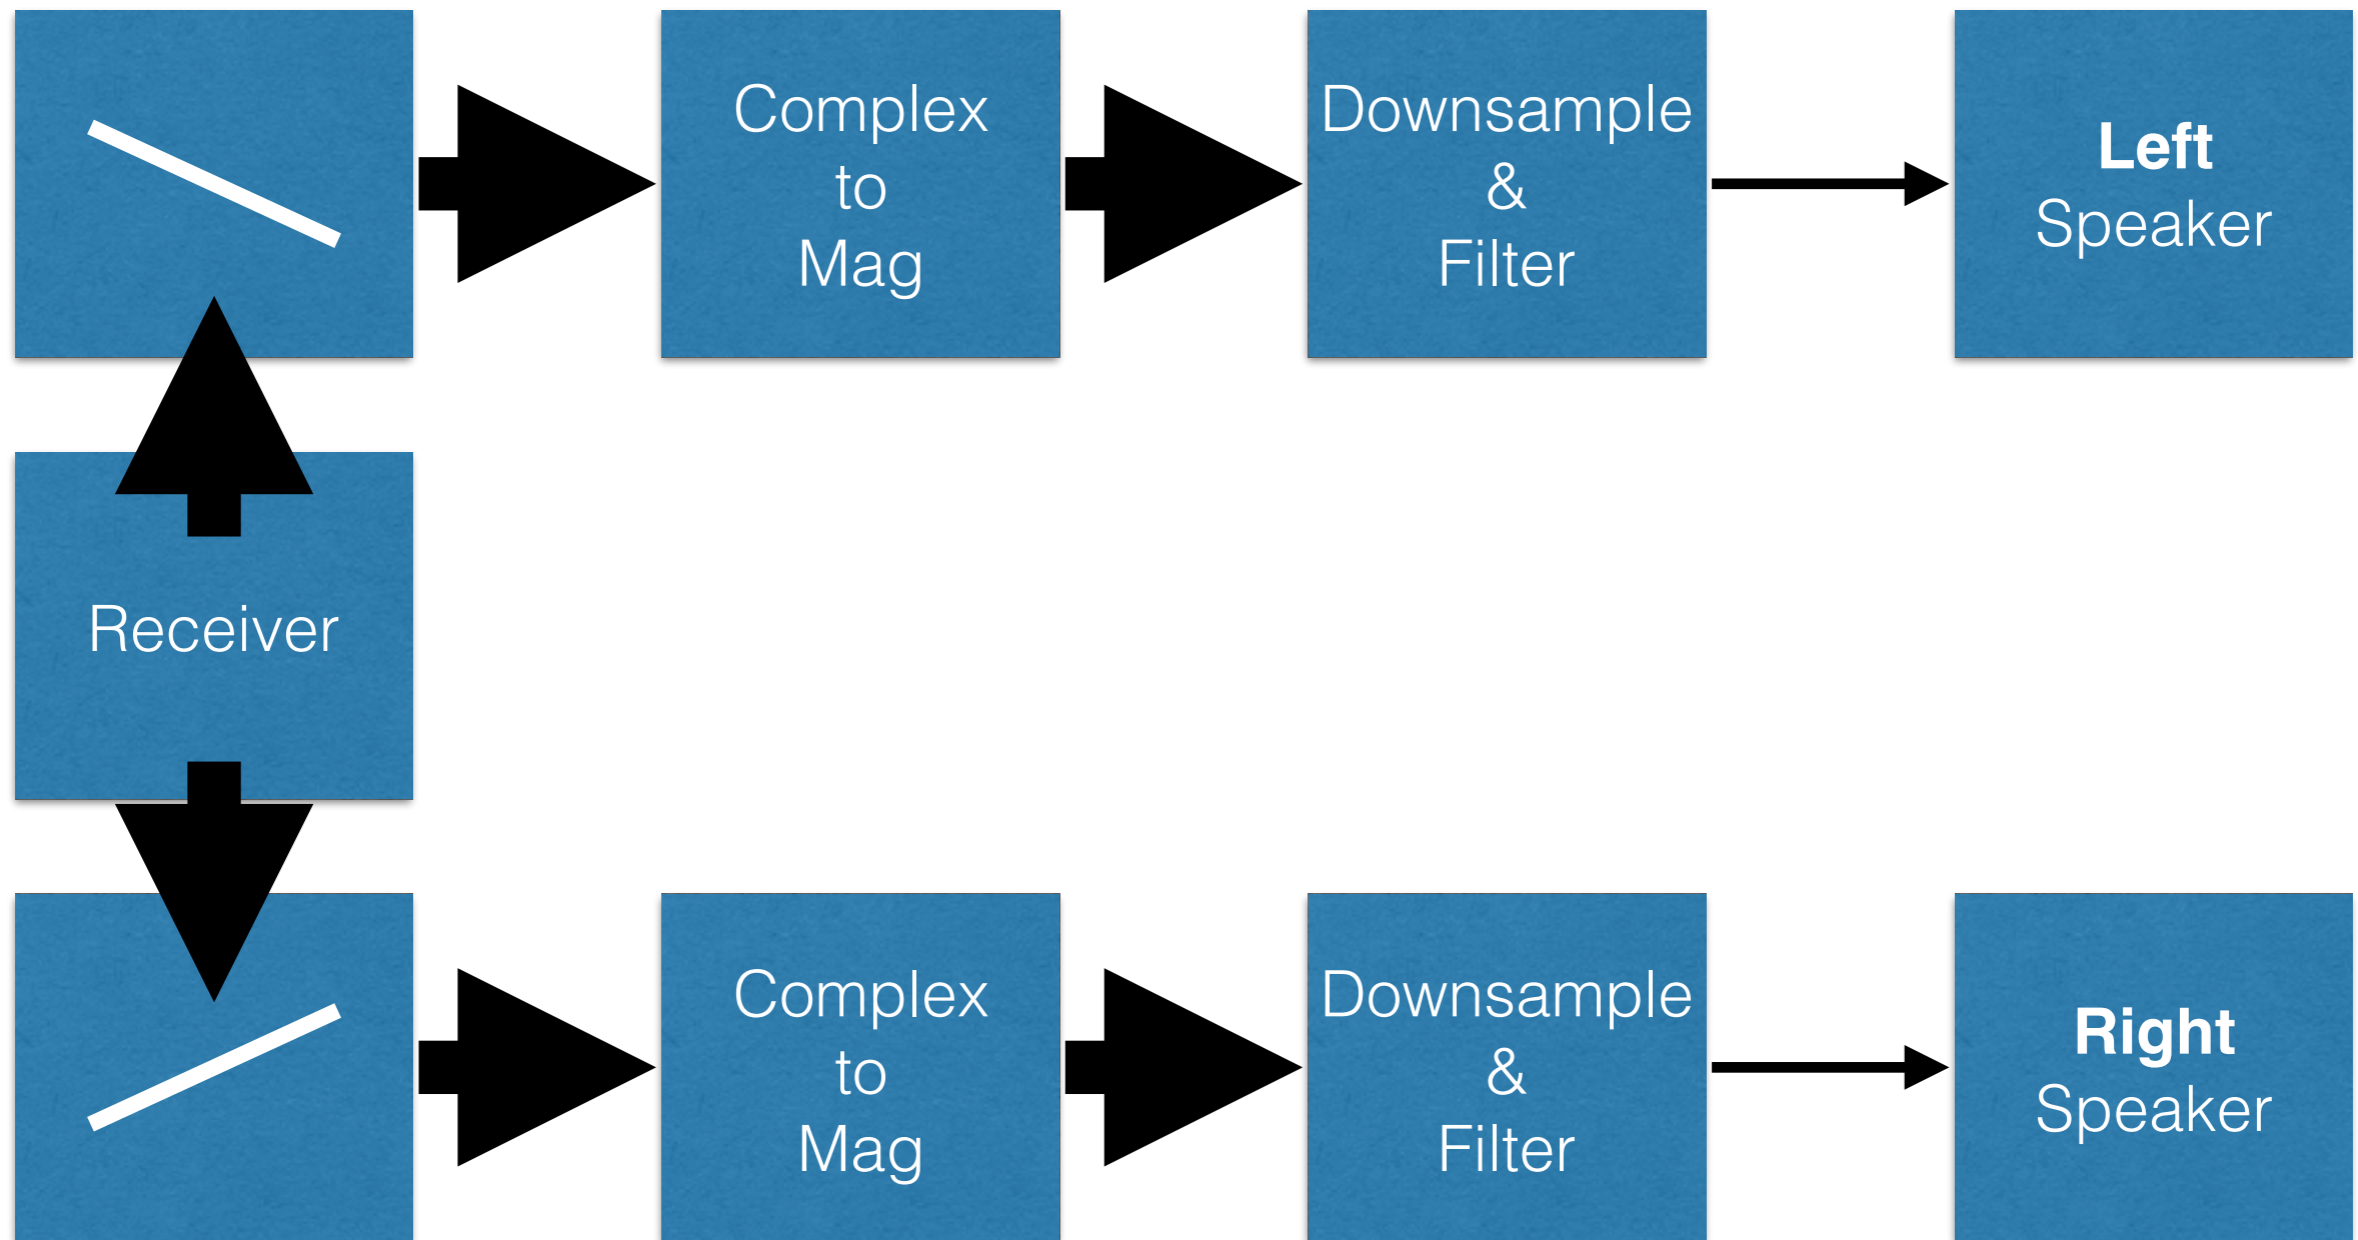 Complex
to
Mag
Downsample
&
Filter
Left
Speaker
Receiver
Complex
to
Mag
Downsample
&
Filter
Right
Speaker